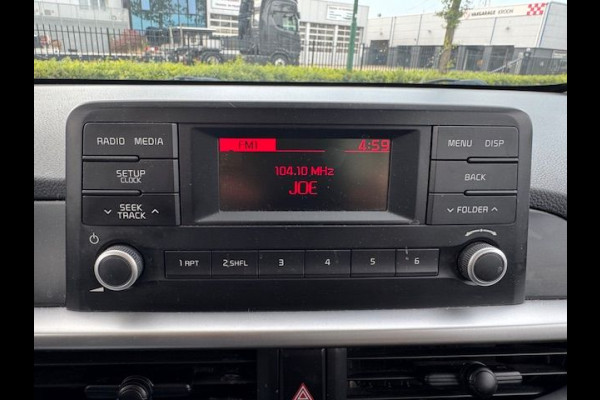 VAKGARAGE
FM1 4:59
104.10 MHz
JOE
RADIO MEDIA
SETUP
CLOCK
SEEK
TRACK
MENU DISP
BACK
FOLDER
1 RPT 2 SHFL 3 4 5 6